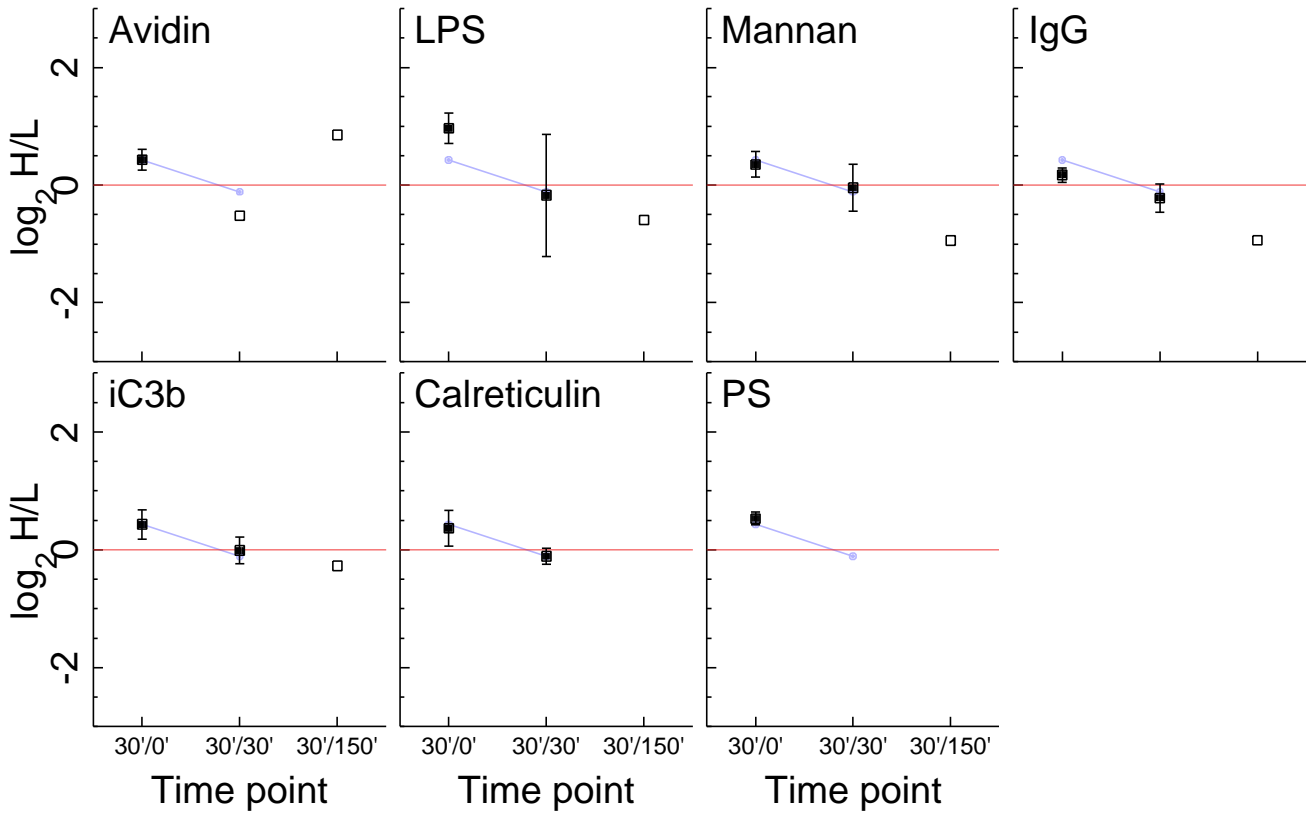 Avidin
LPS
Mannan
IgG
2
0
-2
log2 H/L
iC3b
Calreticulin
PS
2
0
-2
log2 H/L
30'/0' 30'/30' 30'/150'
30'/0' 30'/30' 30'/150'
30'/0' 30'/30' 30'/150'
Time point
Time point
Time point